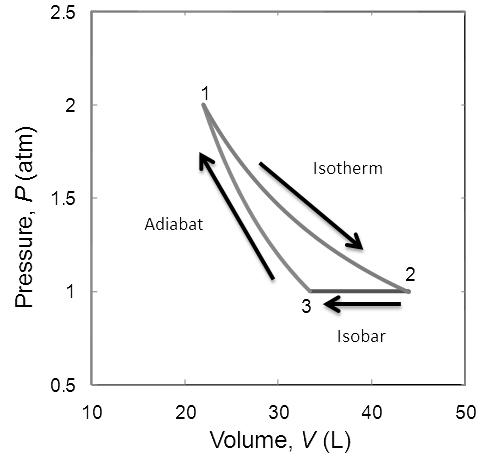 2.5
2
1.5
1
0.5
Pressure, P (atm)
1
Isotherm
Adiabat
2
3
Isobar
10 20 30 40 50
Volume, V (L)